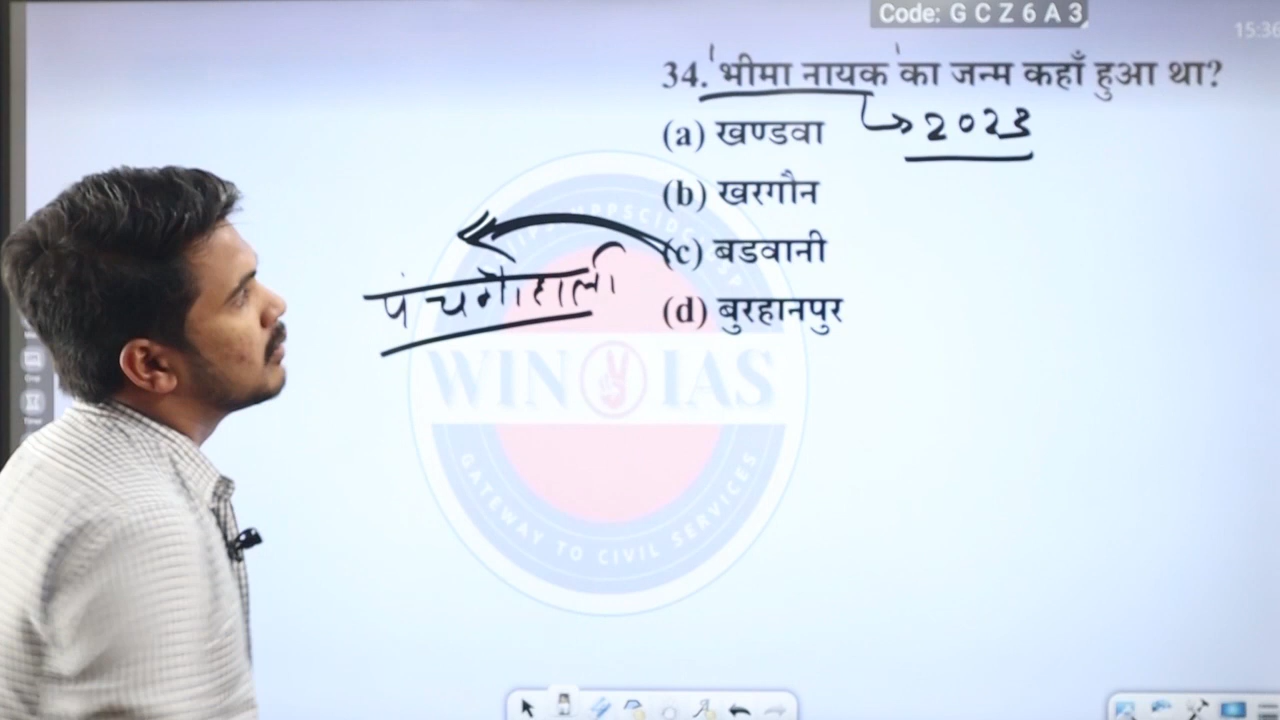 Code: G C Z 6 A 3
15:36
34. 'भीमा नायक' का जन्म कहाँ हुआ था?
2023
(a) खण्डवा
(b) खरगौन
(c) बडवानी
पंचमोहाली
(d) बुरहानपुर
WIN IAS
GATEWAY TO CIVIL SERVICES